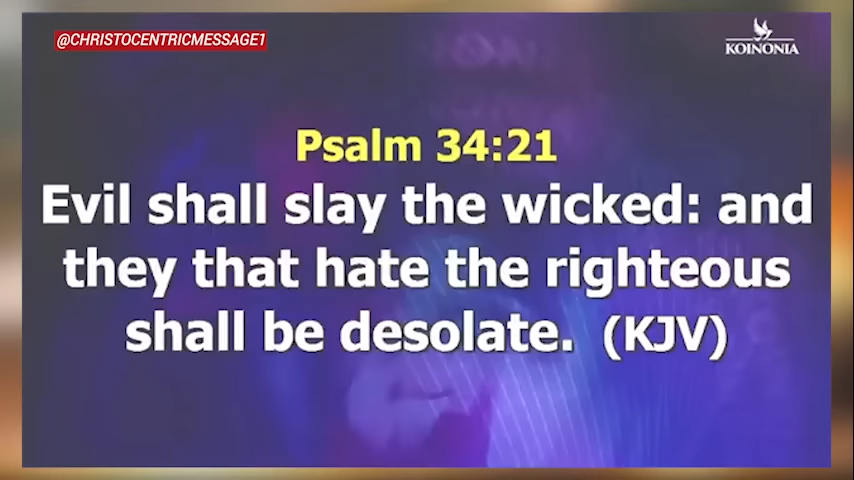 @CHRISTOCENTRICMESSAGE1
KOINONIA
Psalm 34:21
Evil shall slay the wicked: and
they that hate the righteous
shall be desolate. (KJV)